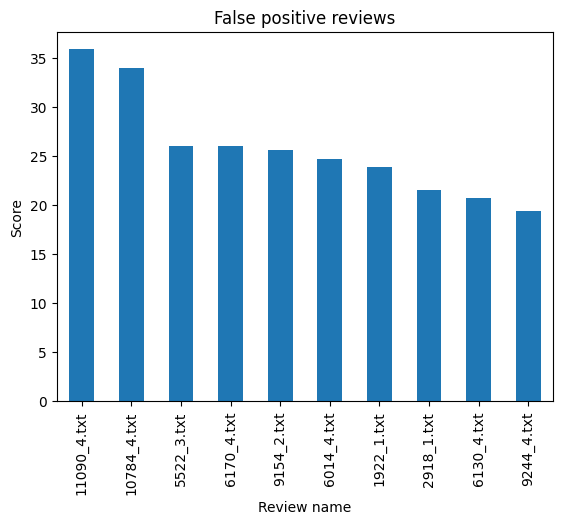 False positive reviews
Score
35
30
25
20
15
10
5
0
11090_4.txt
10784_4.txt
5522_3.txt
6170_4.txt
9154_2.txt
6014_4.txt
1922_1.txt
2918_1.txt
6130_4.txt
9244_4.txt
Review name